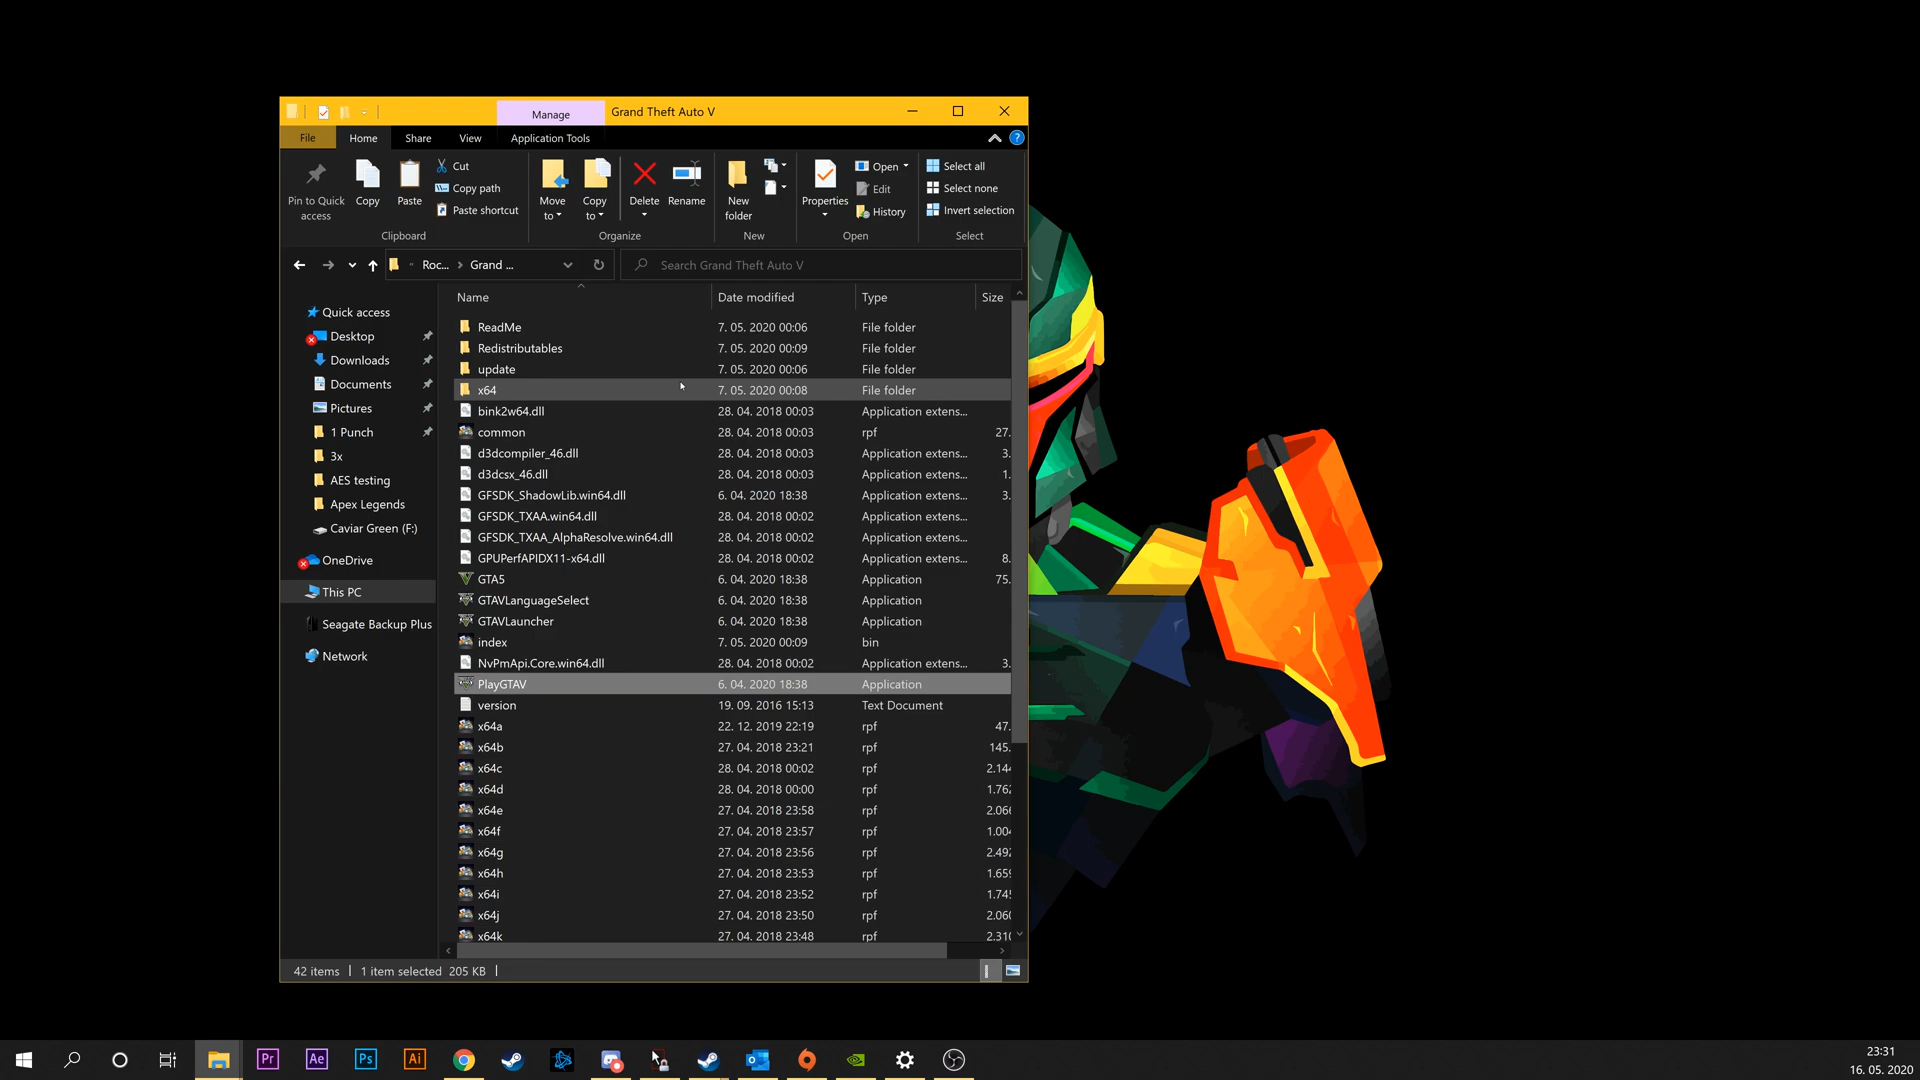 Manage
Grand Theft Auto V
File
Home
Share
View
Application Tools
Pin to Quick
access
Copy
Paste
Cut
Copy path
Paste shortcut
Clipboard
Move
to
Copy
to
Delete
Rename
Organize
New
folder
New
Properties
Open
Edit
History
Open
Select all
Select none
Invert selection
Select
Roc...
Grand ...
Search Grand Theft Auto V
Quick access
Desktop
Downloads
Documents
Pictures
1 Punch
3x
AES testing
Apex Legends
Caviar Green (F:)
OneDrive
This PC
Seagate Backup Plus
Network
Name Date modified Type Size
ReadMe 7. 05. 2020 00:06 File folder
Redistributables 7. 05. 2020 00:09 File folder
update 7. 05. 2020 00:06 File folder
x64 7. 05. 2020 00:08 File folder
bink2w64.dll 28. 04. 2018 00:03 Application extens...
common 28. 04. 2018 00:03 rpf 27.
d3dcompiler_46.dll 28. 04. 2018 00:03 Application extens... 3.
d3dcsx_46.dll 28. 04. 2018 00:03 Application extens... 1.
GFSDK_ShadowLib.win64.dll 6. 04. 2020 18:38 Application extens... 3.
GFSDK_TXAA.win64.dll 28. 04. 2018 00:02 Application extens...
GFSDK_TXAA_AlphaResolve.win64.dll 28. 04. 2018 00:02 Application extens...
GPUPerfAPIDX11-x64.dll 28. 04. 2018 00:02 Application extens... 8.
GTA5 6. 04. 2020 18:38 Application 75.
GTAVLanguageSelect 6. 04. 2020 18:38 Application
GTAVLauncher 6. 04. 2020 18:38 Application
index 7. 05. 2020 00:09 bin
NvPmApi.Core.win64.dll 28. 04. 2018 00:02 Application extens... 3.
PlayGTAV 6. 04. 2020 18:38 Application
version 19. 09. 2016 15:13 Text Document
x64a 22. 12. 2019 22:19 rpf 47.
x64b 27. 04. 2018 23:21 rpf 145.
x64c 28. 04. 2018 00:02 rpf 2.144
x64d 28. 04. 2018 00:00 rpf 1.762
x64e 27. 04. 2018 23:58 rpf 2.066
x64f 27. 04. 2018 23:57 rpf 1.004
x64g 27. 04. 2018 23:56 rpf 2.492
x64h 27. 04. 2018 23:53 rpf 1.659
x64i 27. 04. 2018 23:52 rpf 1.745
x64j 27. 04. 2018 23:50 rpf 2.060
x64k 27. 04. 2018 23:48 rpf 2.310
42 items
1 item selected 205 KB
Pr
Ae
Ps
Ai
23:31
16. 05. 2020